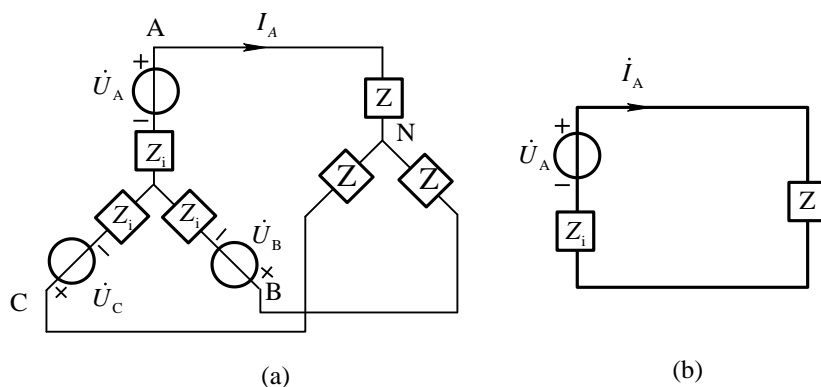 A
I_A
+
U̇_A
−
Z
Z_i
N
Z
Z
Z_i
Z_i
−
U̇_B
+
B
−
+
U̇_C
C
(a)
İ_A
+
U̇_A
−
Z_i
Z
(b)